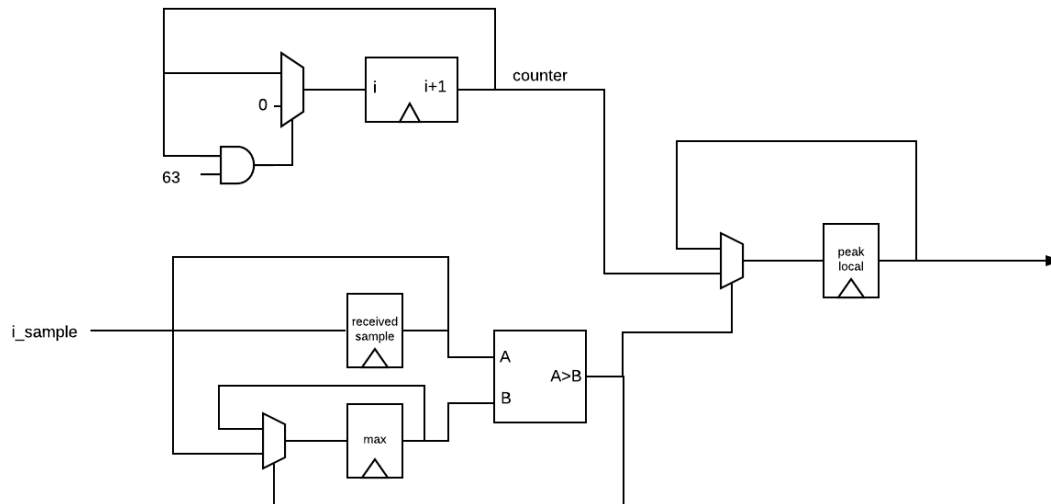 counter
i
i+1
0
63
peak
local
i_sample
received
sample
A
A>B
B
max